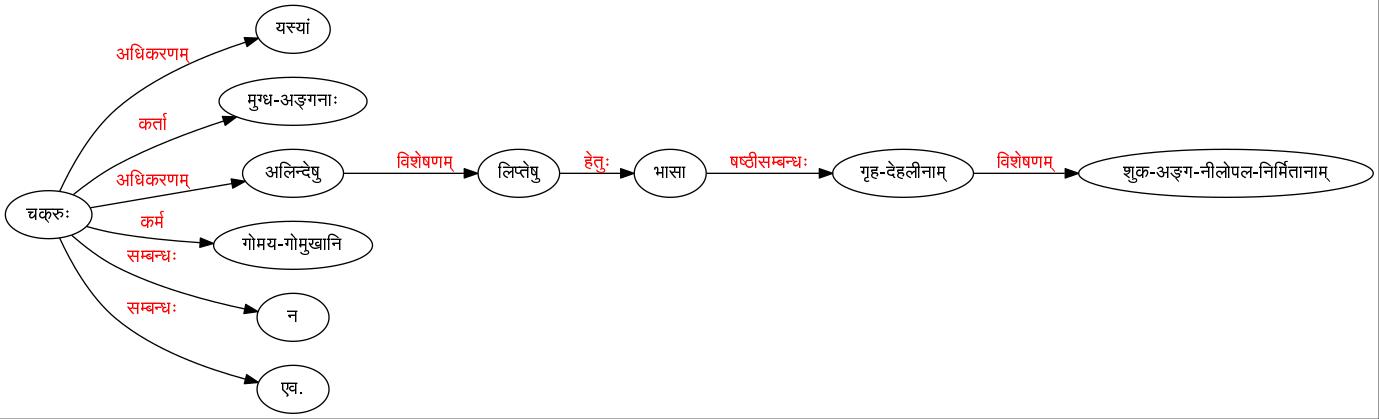 यस्यां
अधिकरणम्
मुग्ध-अङ्गनाः
कर्ता
अधिकरणम् अलिन्देषु विशेषणम् लिप्तेषु हेतुः भासा षष्ठीसम्बन्धः गृह-देहलीनाम् विशेषणम् शुक-अङ्ग-नीलोपल-निर्मितानाम्
चक्रुः
कर्म
गोमय-गोमुखानि
सम्बन्धः
सम्बन्धः
न
एव.